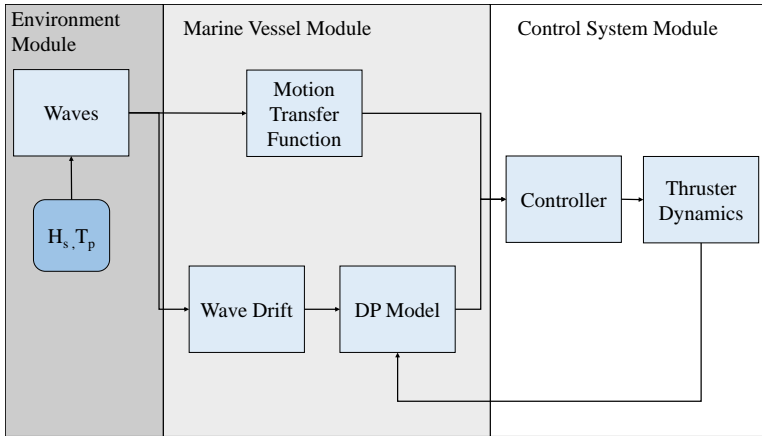 Environment
Module
Marine Vessel Module
Control System Module
Waves
Motion
Transfer
Function
Controller
Thruster
Dynamics
Hs,Tp
Wave Drift
DP Model